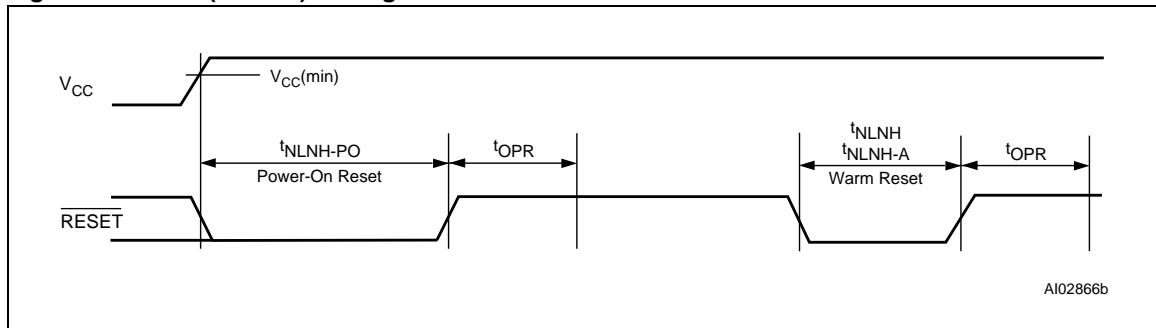 V_CC
V_CC(min)
t_NLNH-PO
Power-On Reset
t_OPR
t_NLNH
t_NLNH-A
Warm Reset
t_OPR
RESET
AI02866b